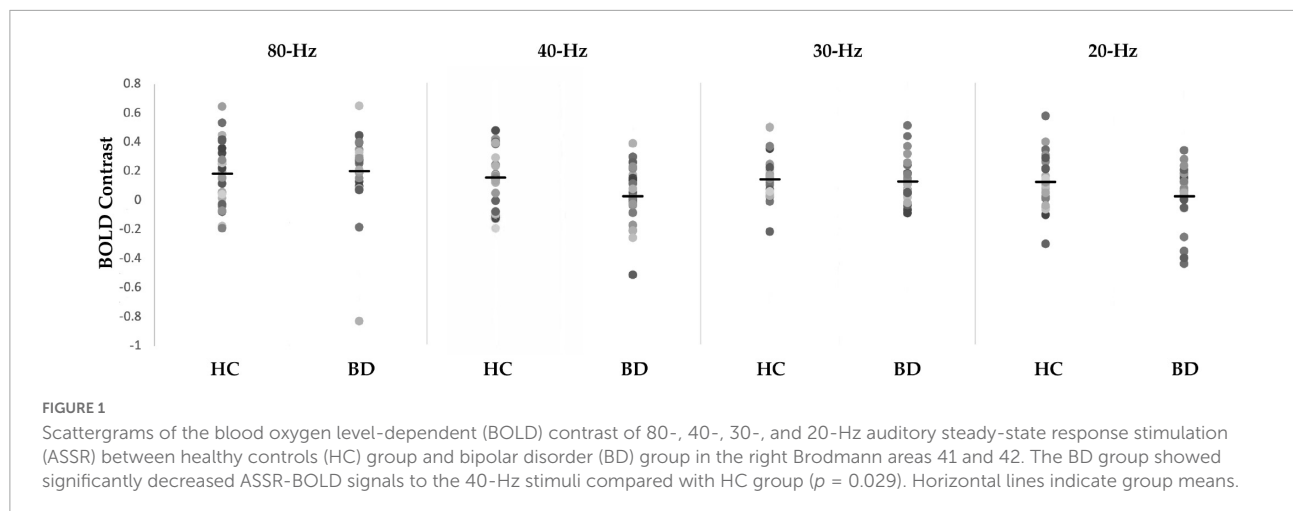 80-Hz 40-Hz 30-Hz 20-Hz
BOLD Contrast
0.8
0.6
0.4
0.2
0
-0.2
-0.4
-0.6
-0.8
-1
HC BD HC BD HC BD HC BD
FIGURE 1
Scattergrams of the blood oxygen level-dependent (BOLD) contrast of 80-, 40-, 30-, and 20-Hz auditory steady-state response stimulation
(ASSR) between healthy controls (HC) group and bipolar disorder (BD) group in the right Brodmann areas 41 and 42. The BD group showed
significantly decreased ASSR-BOLD signals to the 40-Hz stimuli compared with HC group (p = 0.029). Horizontal lines indicate group means.